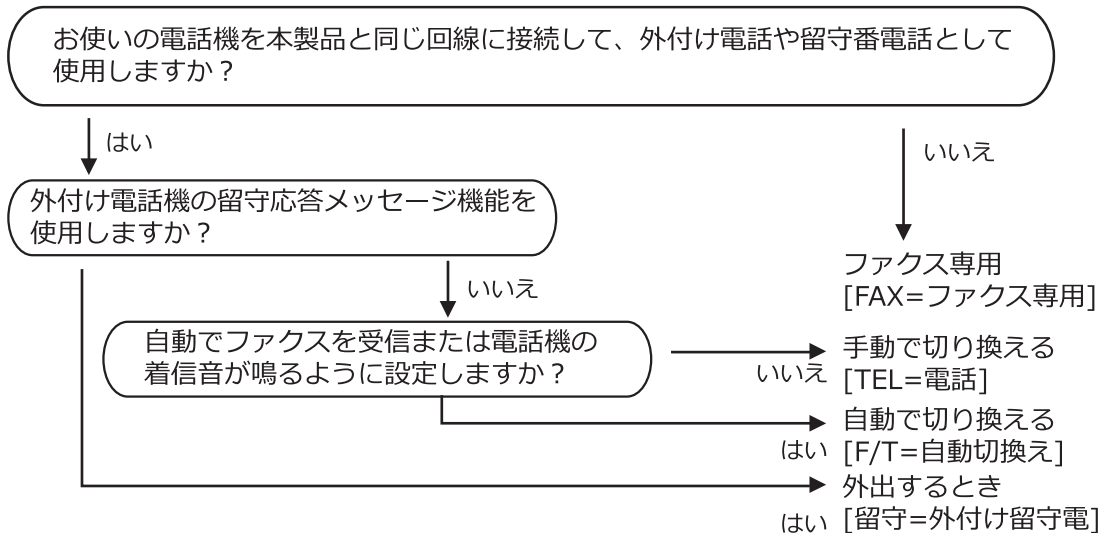 お使いの電話機を本製品と同じ回線に接続して、外付け電話や留守番電話として
使用しますか？
はい
いいえ
外付け電話機の留守応答メッセージ機能を
使用しますか？
いいえ
ファクス専用
[FAX=ファクス専用]
自動でファクスを受信または電話機の
着信音が鳴るように設定しますか？
いいえ
手動で切り換える
[TEL=電話]
はい
自動で切り換える
[F/T=自動切換え]
はい
外出するとき
[留守=外付け留守電]